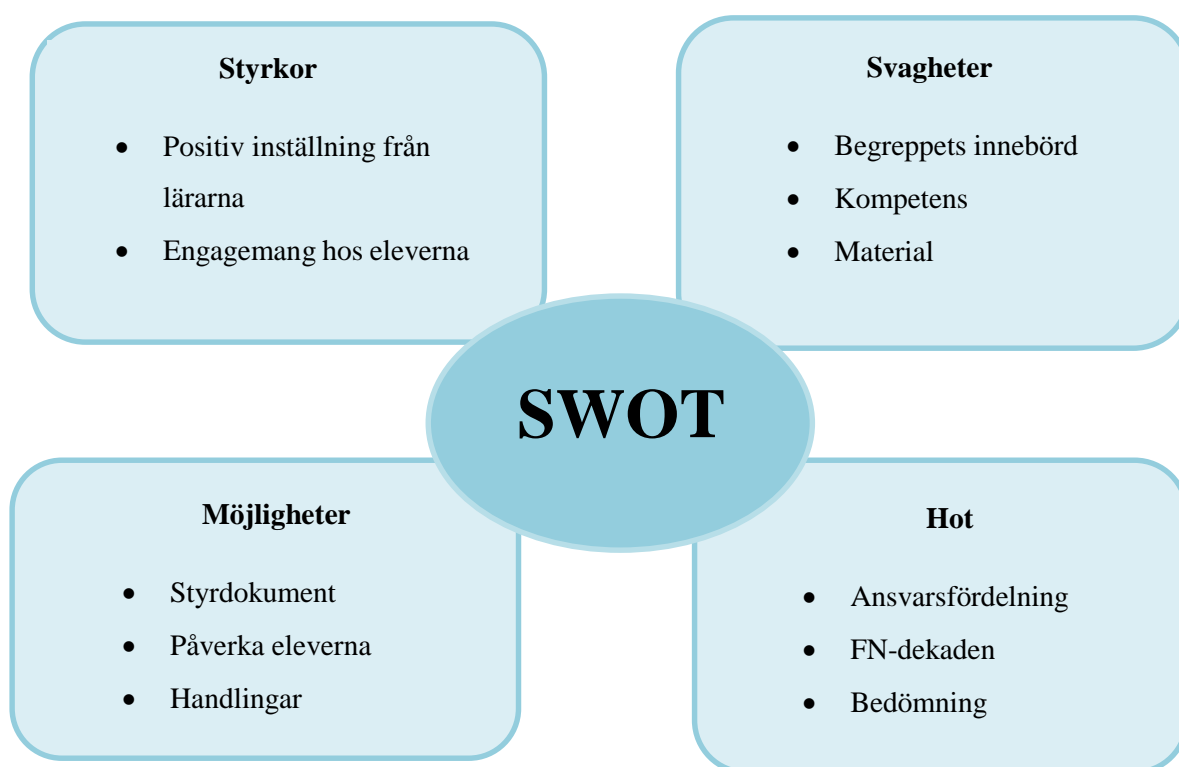 Styrkor
• Positiv inställning från
lärarna
• Engagemang hos eleverna
Svagheter
• Begreppets innebörd
• Kompetens
• Material
SWOT
Möjligheter
• Styrdokument
• Påverka eleverna
• Handlingar
Hot
• Ansvarsfördelning
• FN-dekaden
• Bedömning